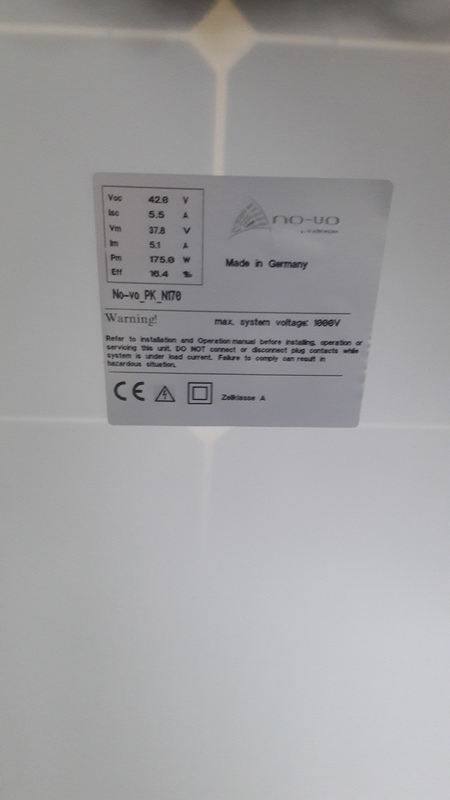 Voc 42.0 V
Isc 5.5 A
Vm 37.8 V
Im 5.1 A
Pm 175.0 W
Eff 16.4 %
no-vo
Made in Germany
No-vo_PK_N170
Warning!
max. system voltage: 1000V
Refer to installation and Operation manual before installing, operation or
servicing this unit. DO NOT connect or disconnect plug contacts while
system is under load current. Failure to comply can result in
hazardous situation.
CE
Zellklasse A